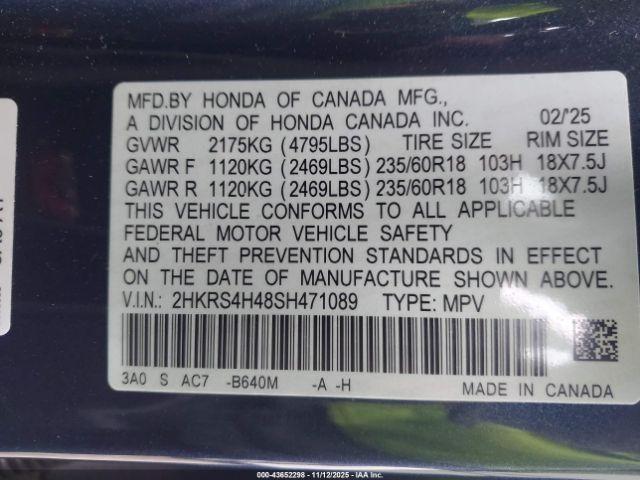 MFD.BY HONDA OF CANADA MFG.,
A DIVISION OF HONDA CANADA INC. 02/'25
GVWR 2175KG (4795LBS) TIRE SIZE RIM SIZE
GAWR F 1120KG (2469LBS) 235/60R18 103H 18X7.5J
GAWR R 1120KG (2469LBS) 235/60R18 103H 18X7.5J
THIS VEHICLE CONFORMS TO ALL APPLICABLE
FEDERAL MOTOR VEHICLE SAFETY
AND THEFT PREVENTION STANDARDS IN EFFECT
ON THE DATE OF MANUFACTURE SHOWN ABOVE.
V.I.N.: 2HKRS4H48SH471089 TYPE: MPV
3A0 S AC7 -B640M -A -H MADE IN CANADA
© 43652298 - 11/12/2025 - IAA Inc.